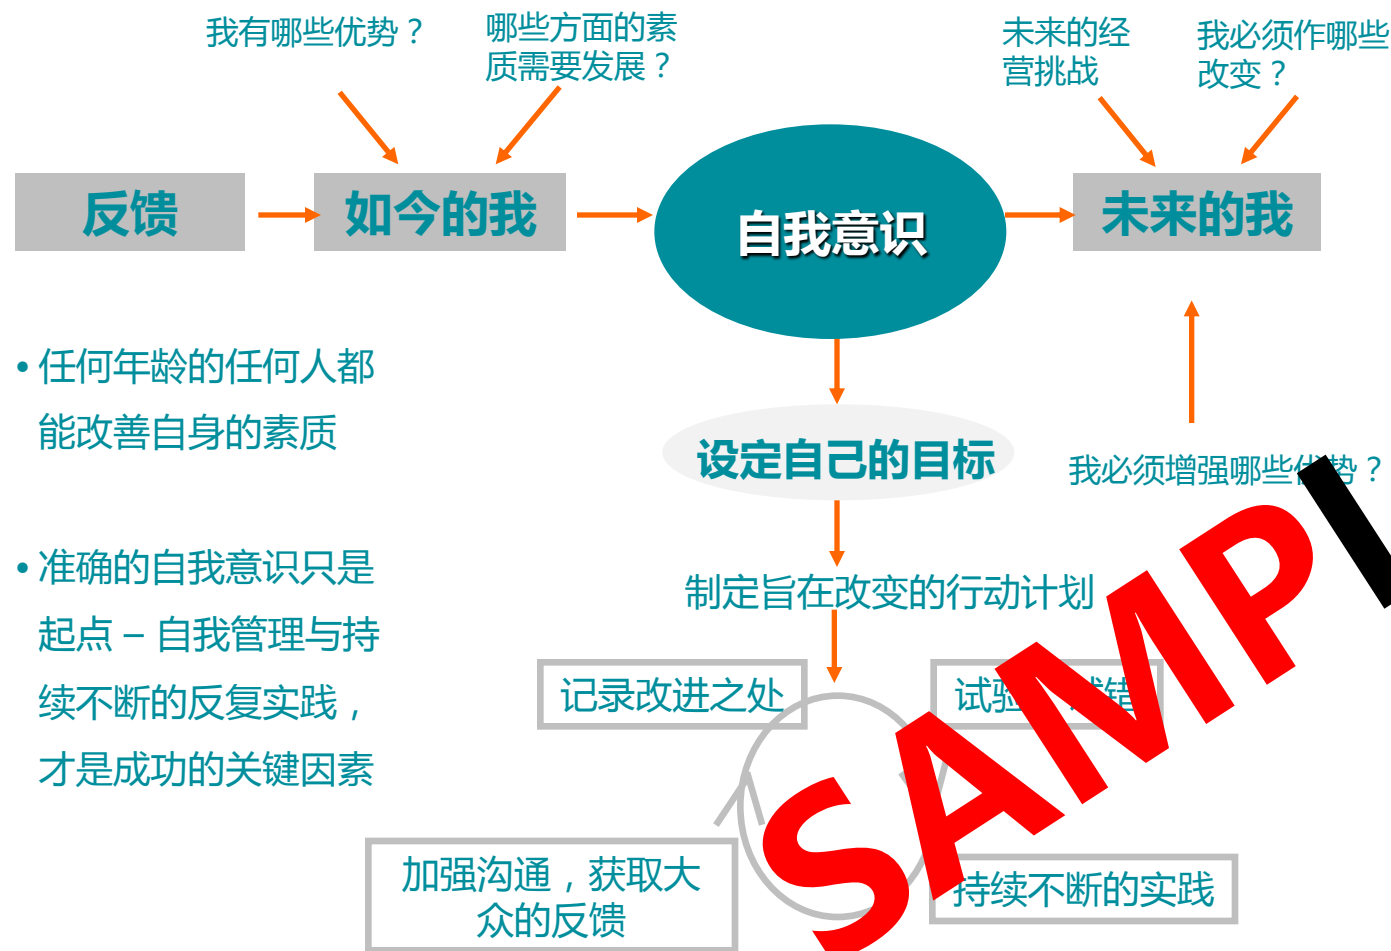 我有哪些优势？
哪些方面的素
质需要发展？
未来的经
营挑战
我必须作哪些
改变？
反馈
如今的我
自我意识
未来的我
• 任何年龄的任何人都
能改善自身的素质
设定自己的目标
我必须增强哪些优势？
• 准确的自我意识只是
起点 – 自我管理与持
续不断的反复实践，
才是成功的关键因素
制定旨在改变的行动计划
记录改进之处
试验 试错
加强沟通，获取大
众的反馈
持续不断的实践
SAMP